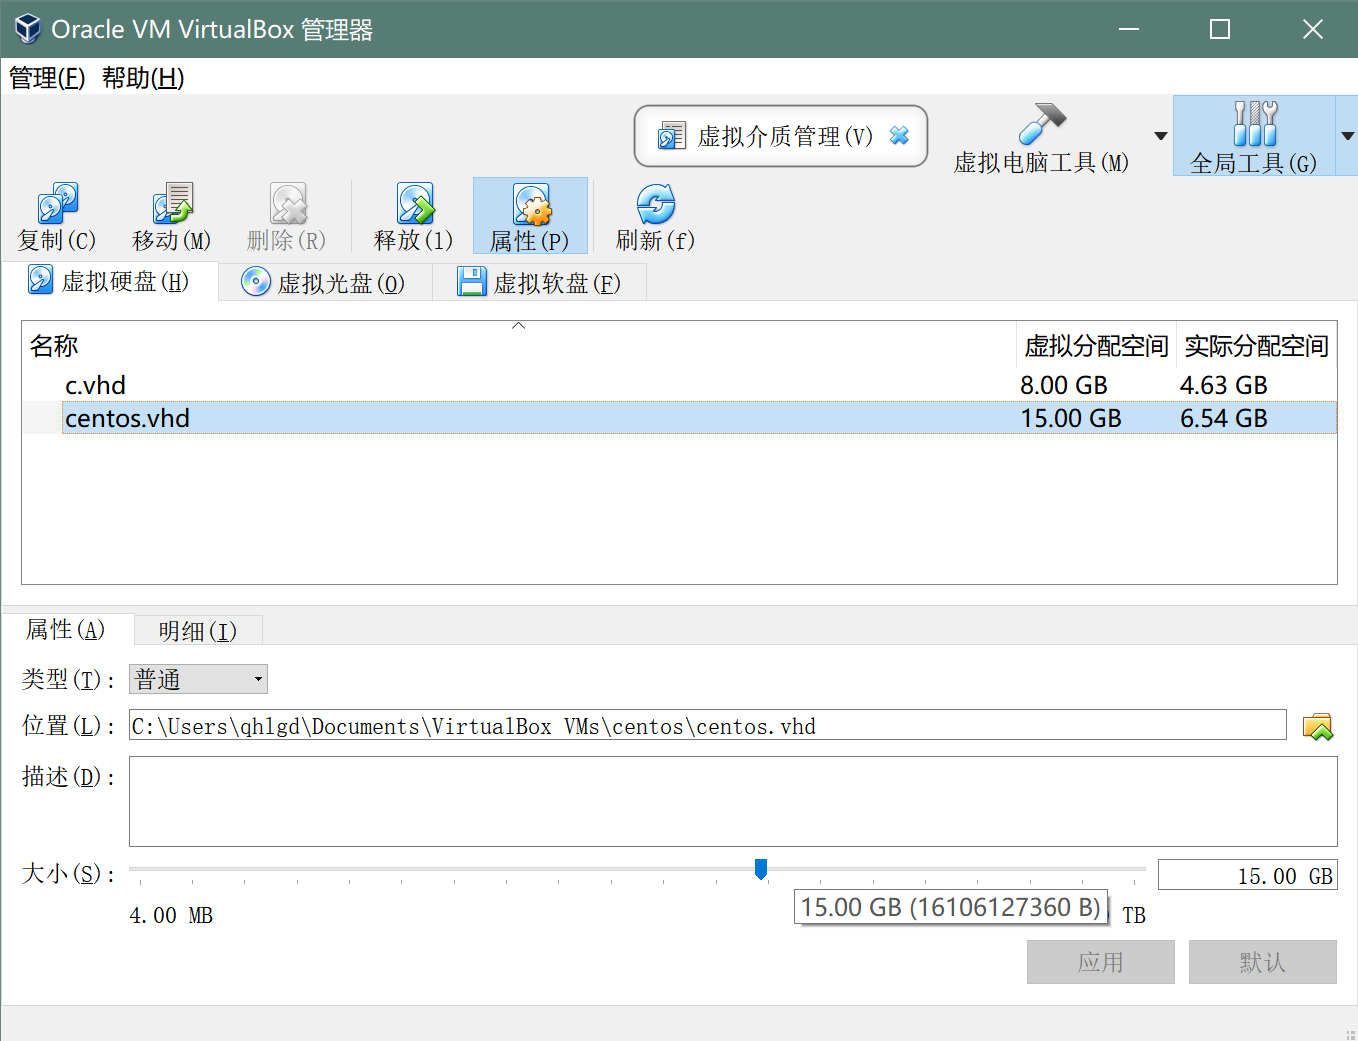 Oracle VM VirtualBox 管理器
管理(F) 帮助(H)
虚拟介质管理(V)
虚拟电脑工具(M)
全局工具(G)
复制(C) 移动(M) 删除(R) 释放(l) 属性(P) 刷新(f)
虚拟硬盘(H) 虚拟光盘(O) 虚拟软盘(F)
名称 虚拟分配空间 实际分配空间
c.vhd 8.00 GB 4.63 GB
centos.vhd 15.00 GB 6.54 GB
属性(A) 明细(I)
类型(T): 普通
位置(L): C:\Users\qhlgd\Documents\VirtualBox VMs\centos\centos.vhd
描述(D):
大小(S): 15.00 GB
15.00 GB (16106127360 B)
4.00 MB TB
应用 默认